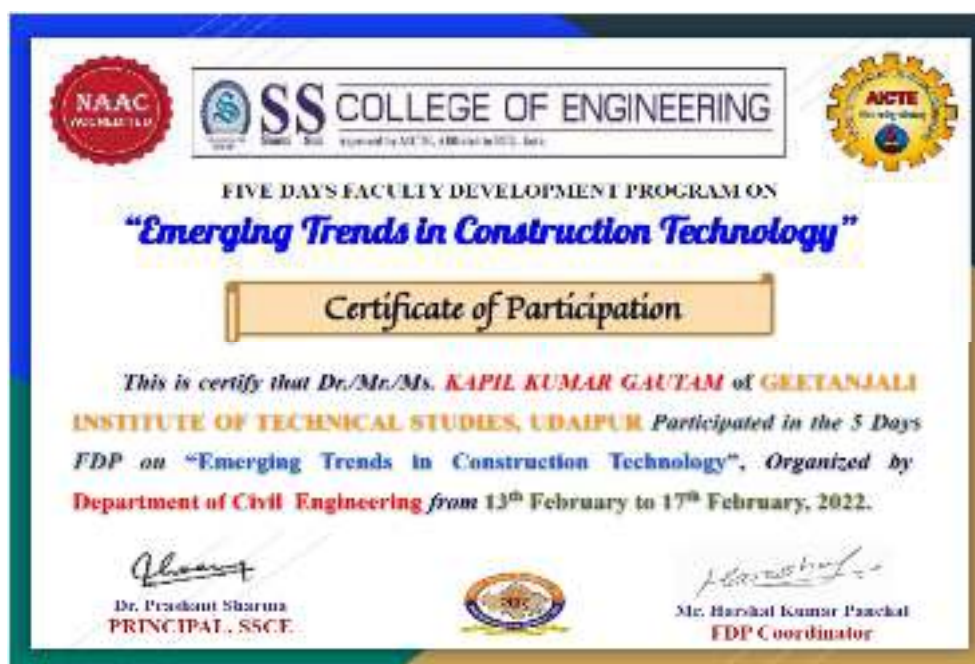 NAAC
ACCREDITED
SS COLLEGE OF ENGINEERING
AICTE
FIVE DAYS FACULTY DEVELOPMENT PROGRAM ON
“Emerging Trends in Construction Technology”
Certificate of Participation
This is certify that Dr./Mr./Ms. KAPIL KUMAR GAUTAM of GEETANJALI
INSTITUTE OF TECHNICAL STUDIES, UDAIPUR Participated in the 5 Days
FDP on “Emerging Trends in Construction Technology”, Organized by
Department of Civil Engineering from 13th February to 17th February, 2022.
Dr. Prashant Sharma
PRINCIPAL, SSCE
Mr. Harshal Kumar Panchal
FDP Coordinator